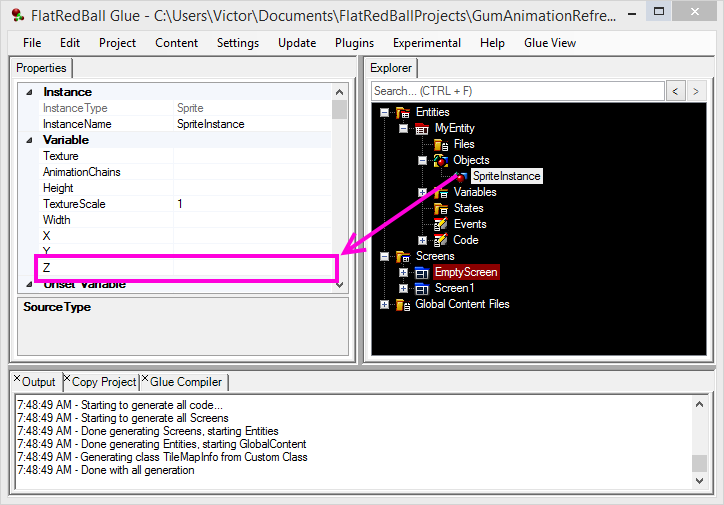 FlatRedBall Glue - C:\Users\Victor\Documents\FlatRedBallProjects\GumAnimationRefre...
File Edit Project Content Settings Update Plugins Experimental Help Glue View
Properties
Instance
InstanceType Sprite
InstanceName SpriteInstance
Variable
Texture
AnimationChains
Height
TextureScale 1
Width
X
Y
Z
Unset Variable
SourceType
Explorer
Search... (CTRL + F) < >
Entities
MyEntity
Files
Objects
SpriteInstance
Variables
States
Events
Code
Screens
EmptyScreen
Screen1
Global Content Files
Output Copy Project Glue Compiler
7:48:49 AM - Starting to generate all code...
7:48:49 AM - Starting to generate all Screens
7:48:49 AM - Done generating Screens, starting Entities
7:48:49 AM - Done generating Entities, starting GlobalContent
7:48:49 AM - Generating class TileMapInfo from Custom Class
7:48:49 AM - Done with all generation